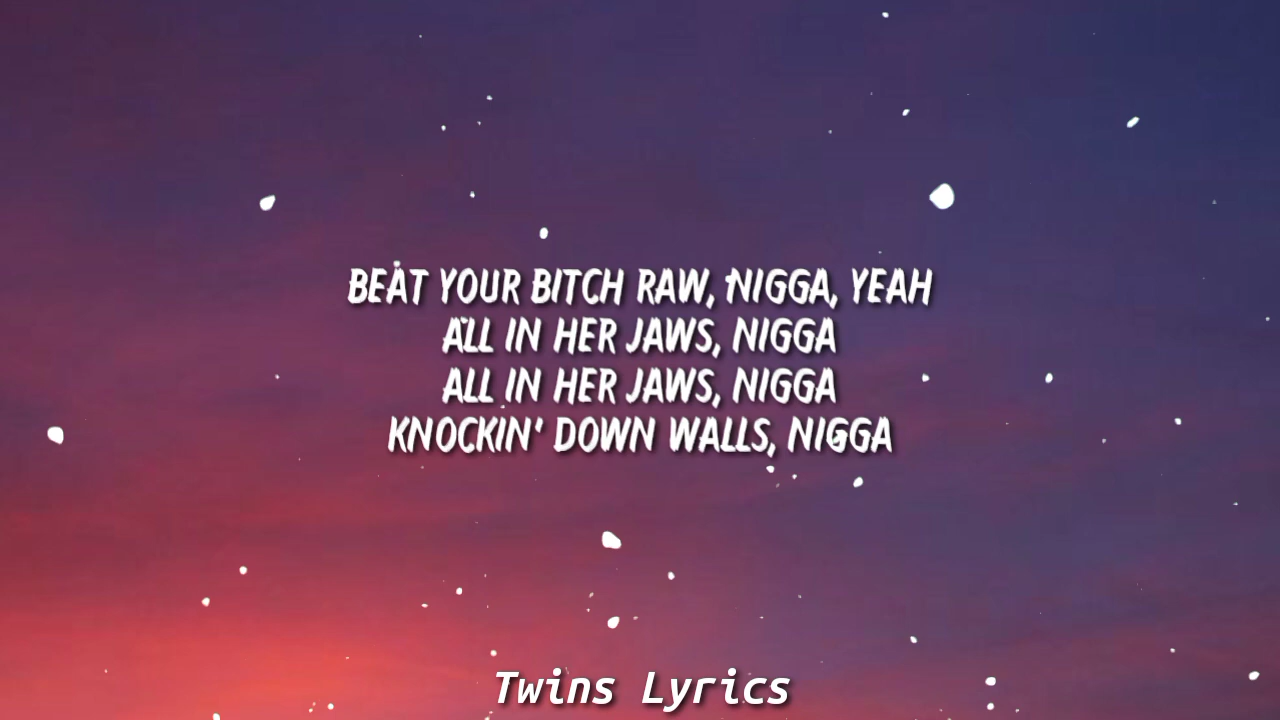 BEAT YOUR BITCH RAW, NIGGA, YEAH
ALL IN HER JAWS, NIGGA
ALL IN HER JAWS, NIGGA
KNOCKIN' DOWN WALLS, NIGGA
Twins Lyrics